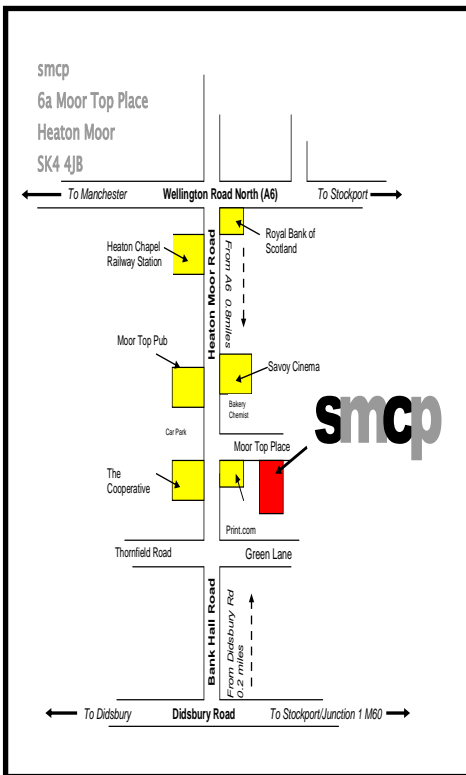 smcp
6a Moor Top Place
Heaton Moor
SK4 4JB
To Manchester
Wellington Road North (A6)
To Stockport
Royal Bank of
Scotland
Heaton Chapel
Railway Station
Heaton Moor Road
From A6 0.8miles
Moor Top Pub
Savoy Cinema
Bakery
Chemist
smcp
Car Park
Moor Top Place
The
Cooperative
Print.com
Thornfield Road
Green Lane
Bank Hall Road
From Didsbury Rd
0.2 miles
To Didsbury
Didsbury Road
To Stockport/Junction 1 M60